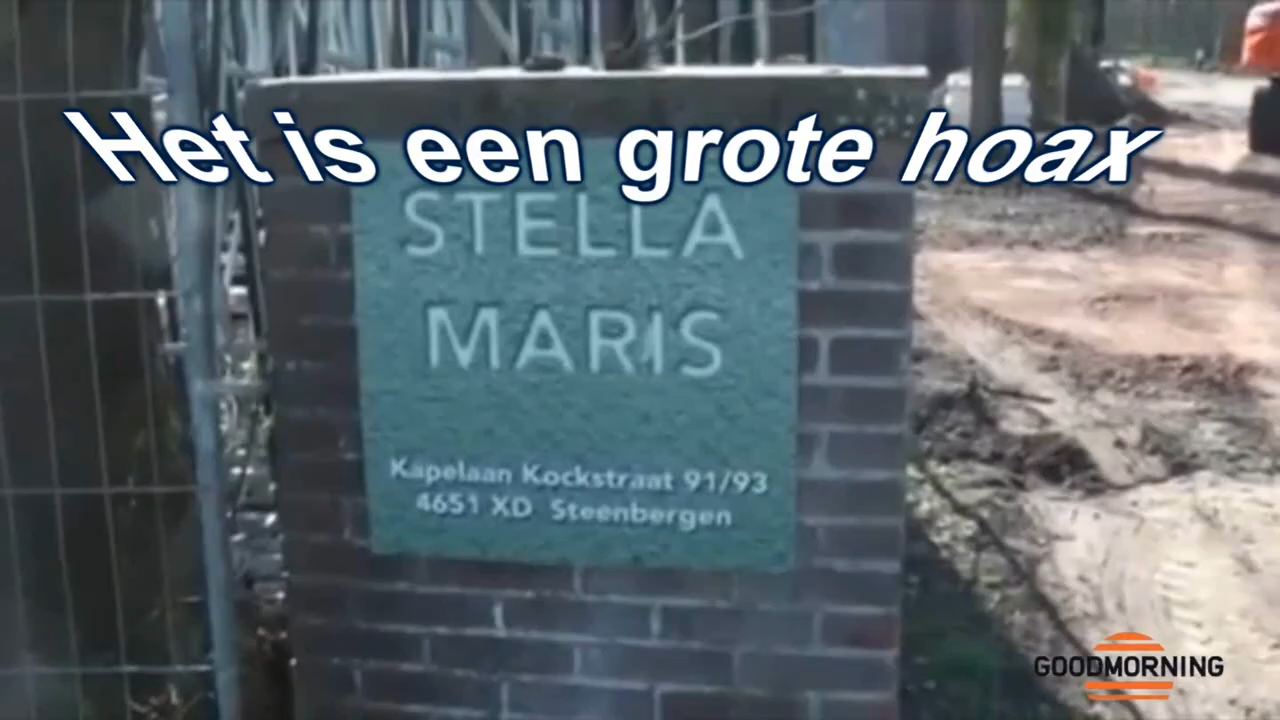 Het is een grote hoax
STELLA
MARIS
Kapelaan Kockstraat 91/93
4651 XD Steenbergen
GOODMORNING